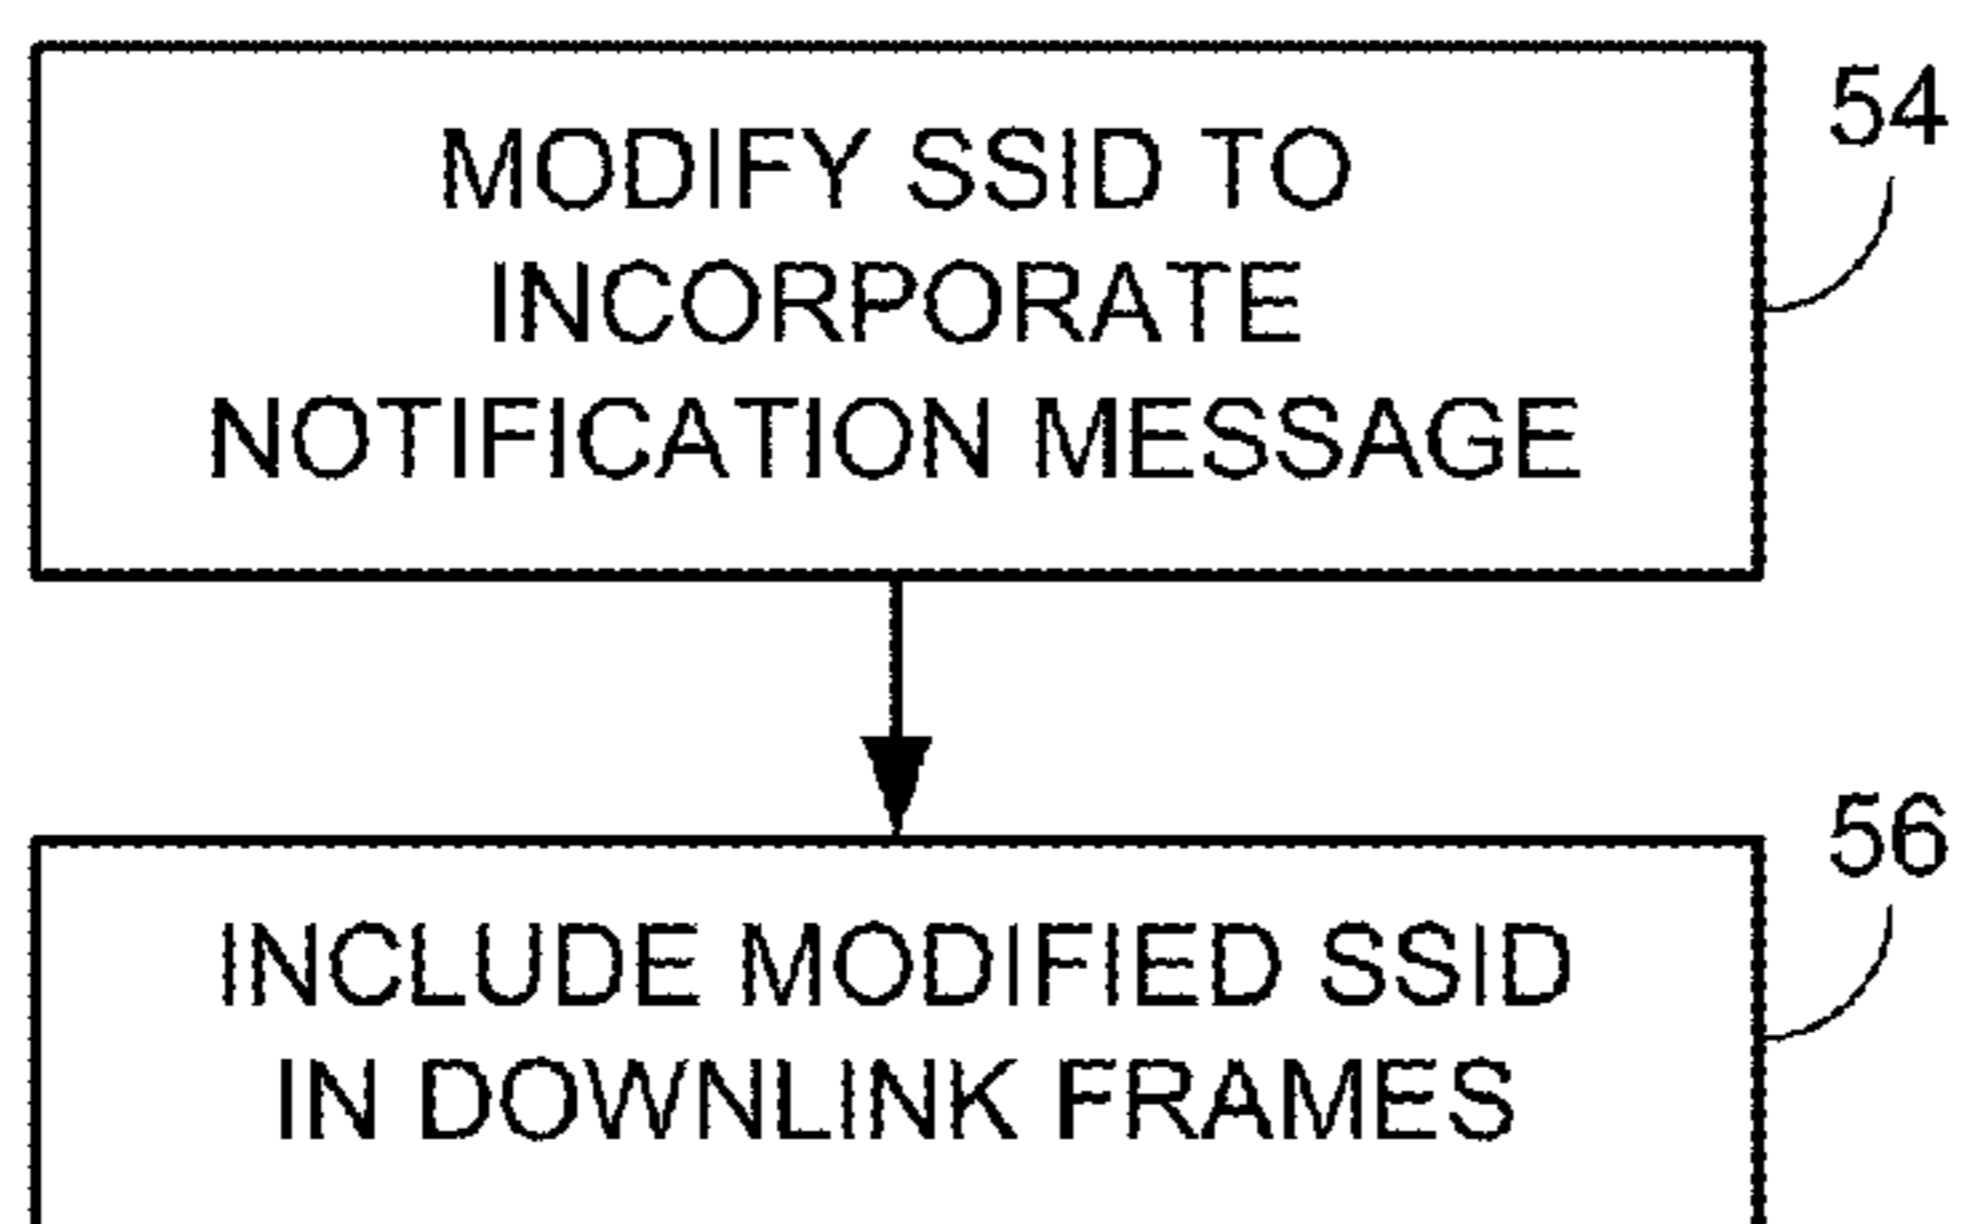 MODIFY SSID TO
INCORPORATE
NOTIFICATION MESSAGE
54
INCLUDE MODIFIED SSID
IN DOWNLINK FRAMES
56